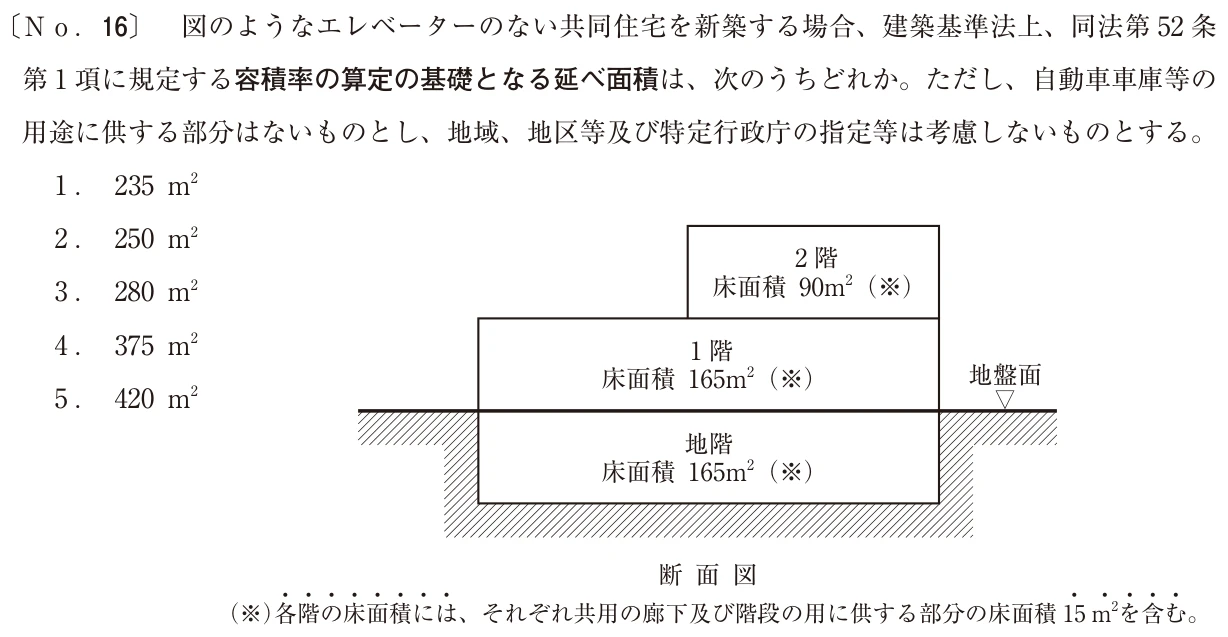 〔No. 16〕 図のようなエレベーターのない共同住宅を新築する場合、建築基準法上、同法第52条
第1項に規定する容積率の算定の基礎となる延べ面積は、次のうちどれか。ただし、自動車車庫等の
用途に供する部分はないものとし、地域、地区等及び特定行政庁の指定等は考慮しないものとする。
1. 235 m²
2. 250 m²
3. 280 m²
4. 375 m²
5. 420 m²
2階
床面積 90m²（※）
1階
床面積 165m²（※）
地盤面
▽
地階
床面積 165m²（※）
断面図
（※）各階の床面積には、それぞれ共用の廊下及び階段の用に供する部分の床面積15m²を含む。